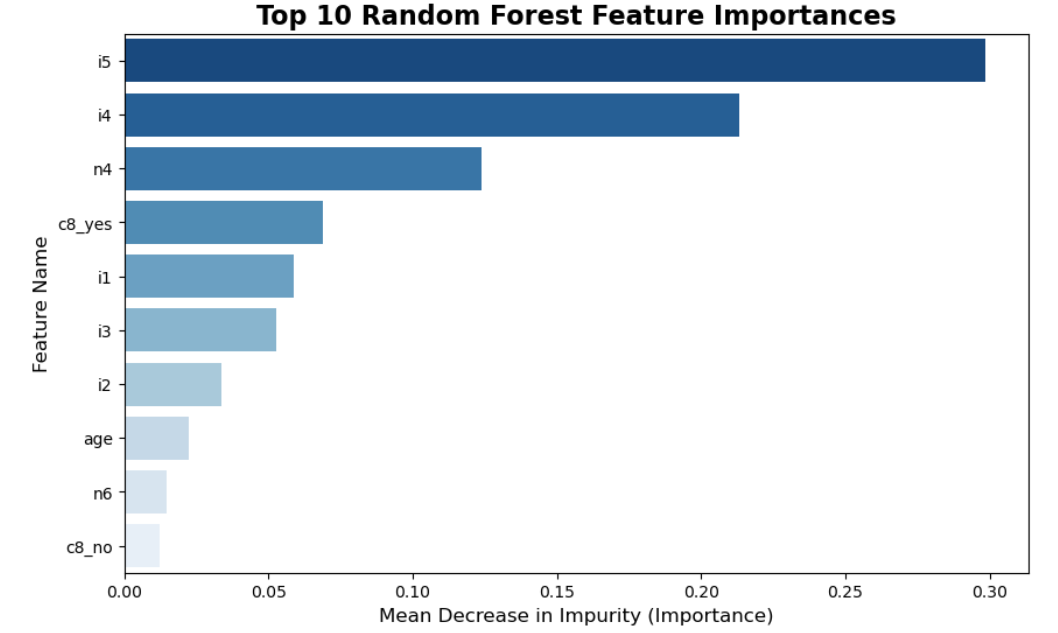 Top 10 Random Forest Feature Importances
Feature Name
i5
i4
n4
c8_yes
i1
i3
i2
age
n6
c8_no
0.00 0.05 0.10 0.15 0.20 0.25 0.30
Mean Decrease in Impurity (Importance)